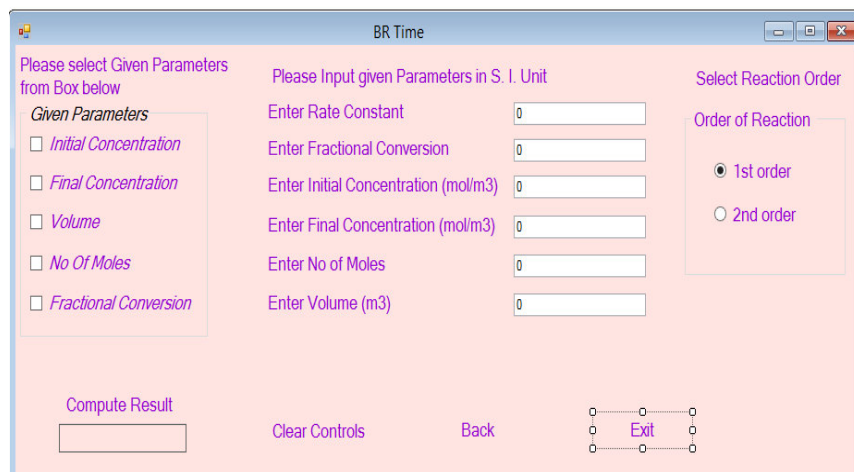 BR Time
Please select Given Parameters
from Box below
Given Parameters
Initial Concentration
Final Concentration
Volume
No Of Moles
Fractional Conversion
Please Input given Parameters in S. I. Unit
Enter Rate Constant
0
Enter Fractional Conversion
0
Enter Initial Concentration (mol/m3)
0
Enter Final Concentration (mol/m3)
0
Enter No of Moles
0
Enter Volume (m3)
0
Select Reaction Order
Order of Reaction
1st order
2nd order
Compute Result
Clear Controls
Back
Exit